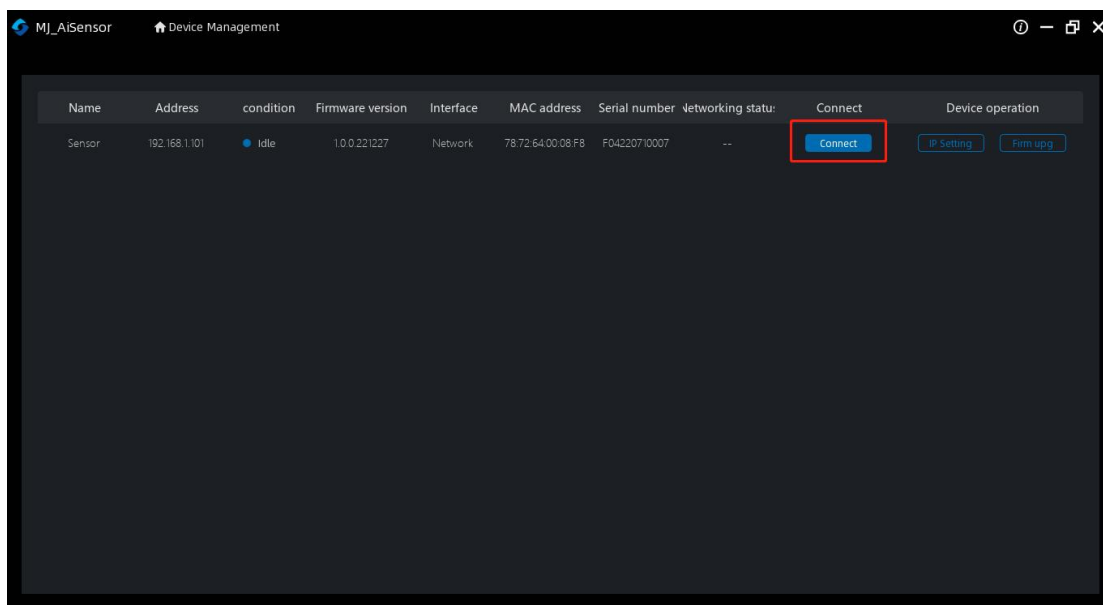 MJ_AiSensor Device Management
Name Address condition Firmware version Interface MAC address Serial number Networking statu: Connect Device operation
Sensor 192.168.1.101 Idle 1.0.0.221227 Network 78:72:64:00:08:F8 F04220710007 -- Connect IP Setting Firm upg